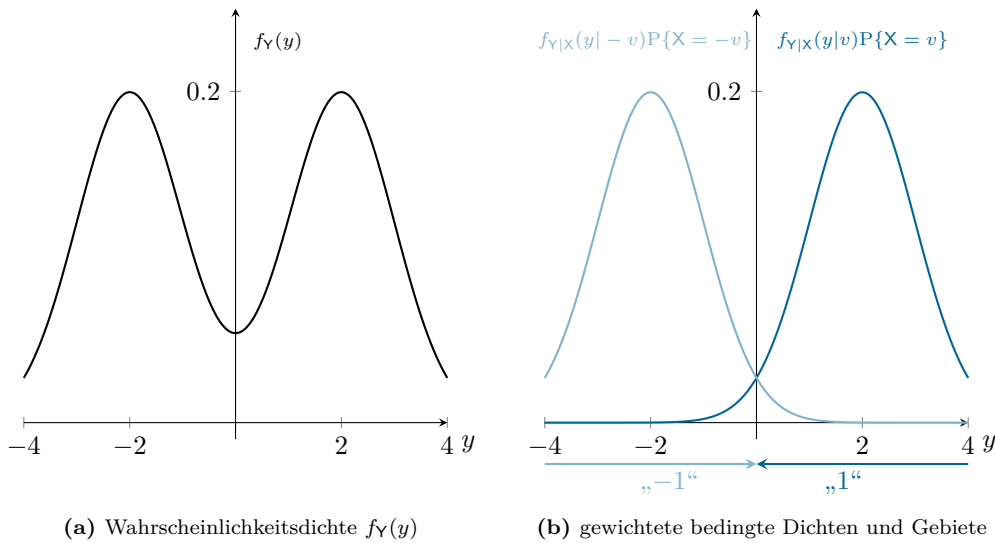 f_Y(y)
0.2
−4 −2 2 4 y
(a) Wahrscheinlichkeitsdichte f_Y(y)
f_{Y|X}(y| − v)P{X = −v} f_{Y|X}(y|v)P{X = v}
0.2
−4 −2 2 4 y
„−1“ „1“
(b) gewichtete bedingte Dichten und Gebiete